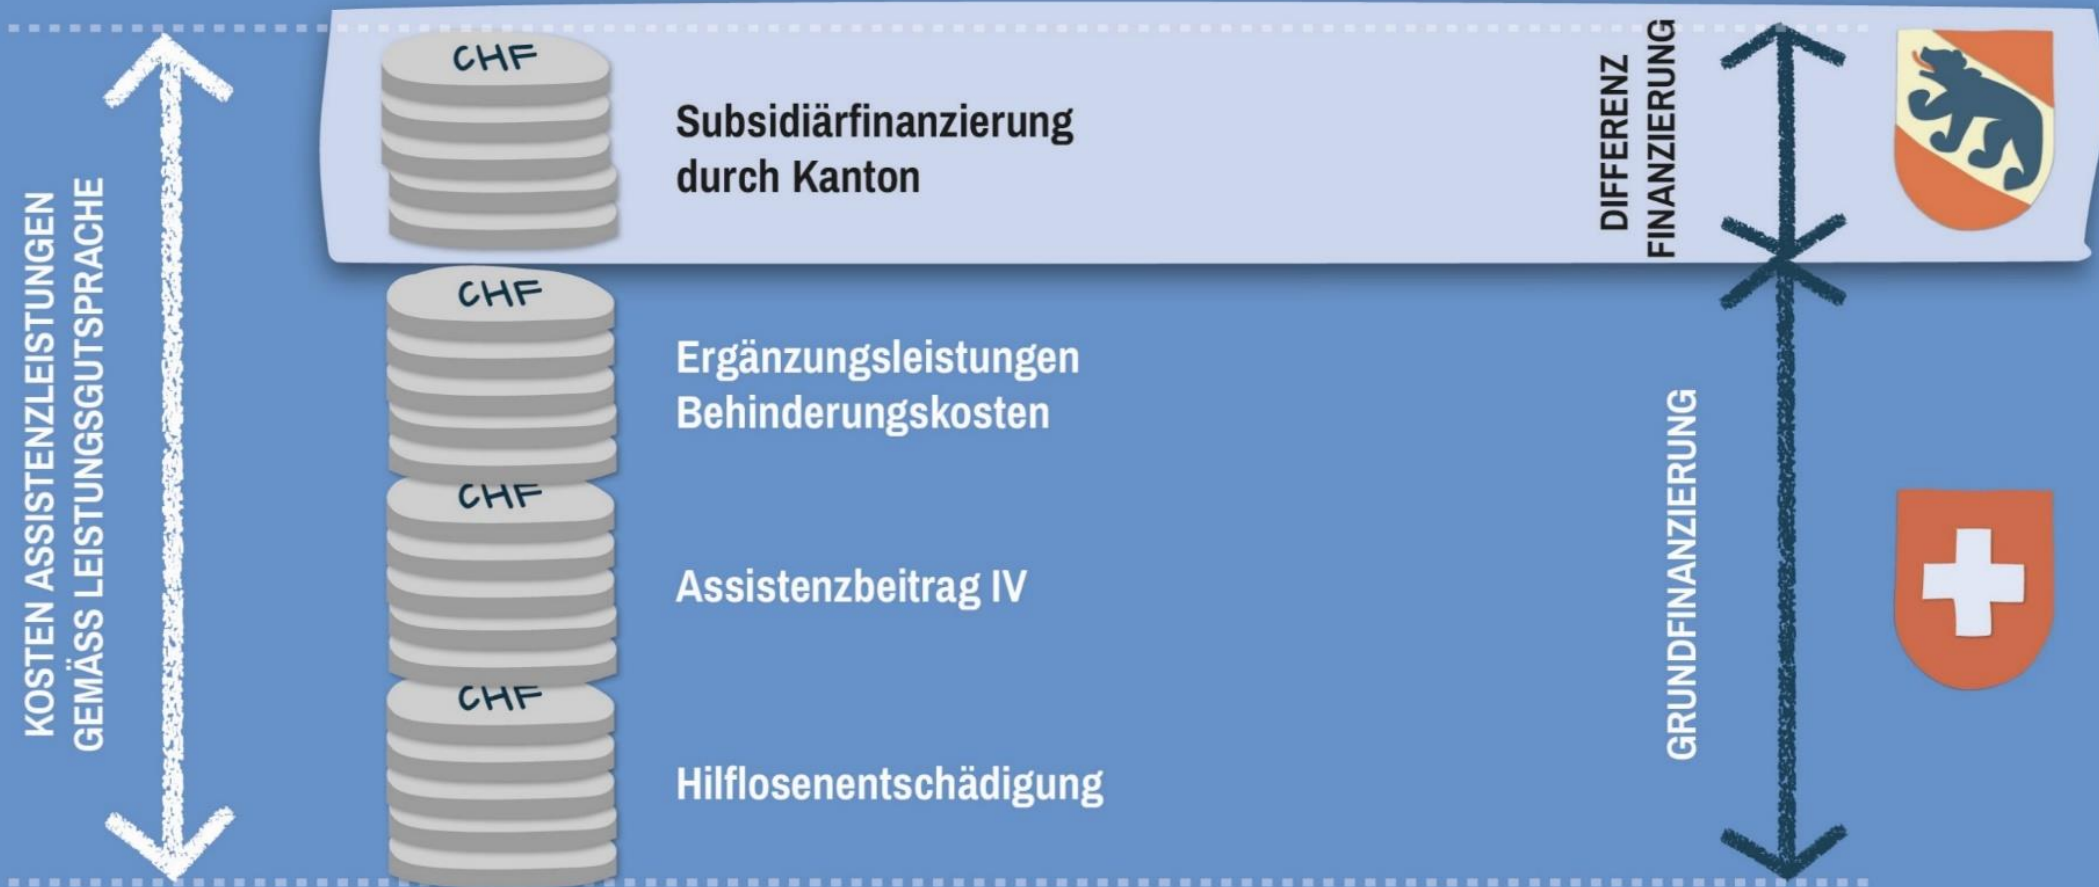 KOSTEN ASSISTENZLEISTUNGEN
GEMÄSS LEISTUNGSGUTSPRACHE
CHF
Subsidiärfinanzierung
durch Kanton
DIFFERENZ
FINANZIERUNG
CHF
Ergänzungsleistungen
Behinderungskosten
CHF
Assistenzbeitrag IV
GRUNDFINANZIERUNG
CHF
Hilflosenentschädigung